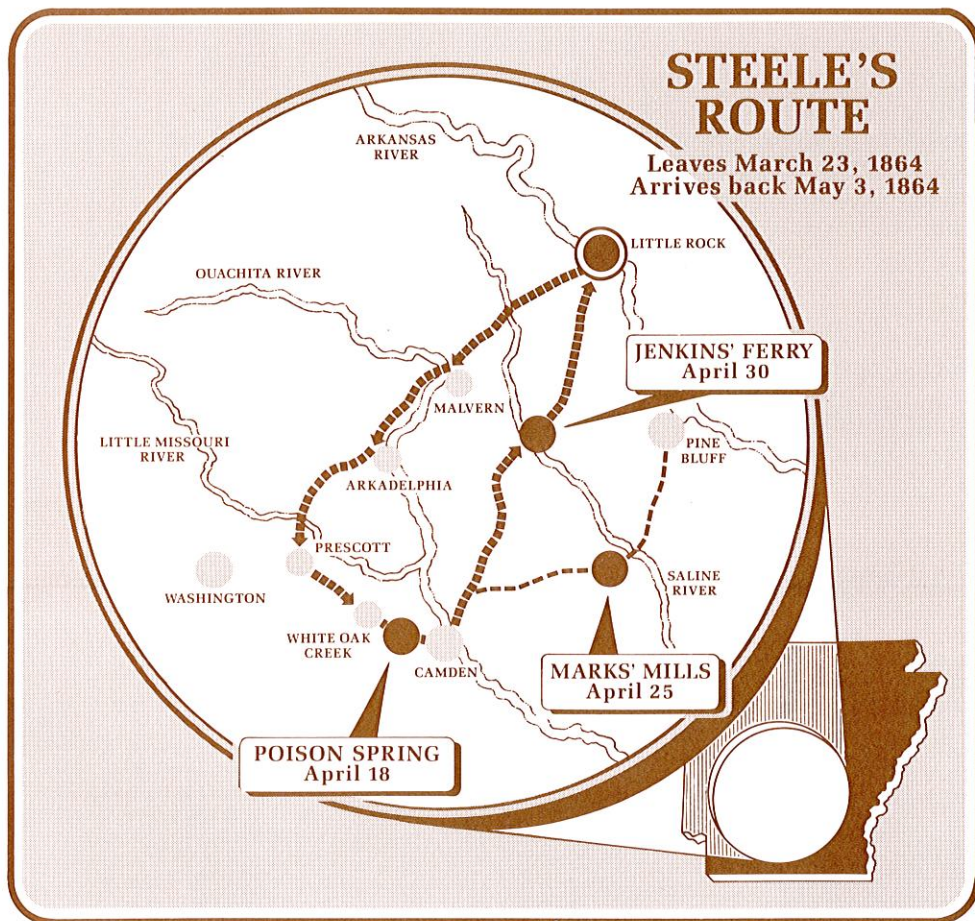 STEELE'S
ROUTE
Leaves March 23, 1864
Arrives back May 3, 1864
ARKANSAS
RIVER
LITTLE ROCK
OUACHITA RIVER
JENKINS' FERRY
April 30
MALVERN
LITTLE MISSOURI
RIVER
PINE
BLUFF
ARKADELPHIA
PRESCOTT
WASHINGTON
SALINE
RIVER
WHITE OAK
CREEK
CAMDEN
MARKS' MILLS
April 25
POISON SPRING
April 18